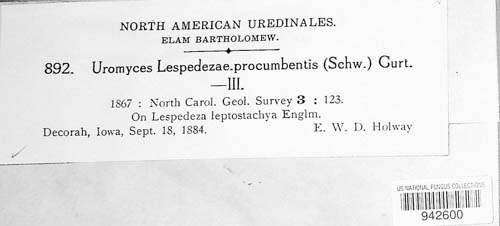 NORTH AMERICAN UREDINALES.
ELAM BARTHOLOMEW.
892. Uromyces Lespedezae-procumbentis (Schw.) Curt.
—III.
1867 : North Carol. Geol. Survey 3 : 123.
On Lespedeza leptostachya Englm.
Decorah, Iowa, Sept. 18, 1884. E. W. D. Holway
US NATIONAL FUNGUS COLLECTIONS
942600